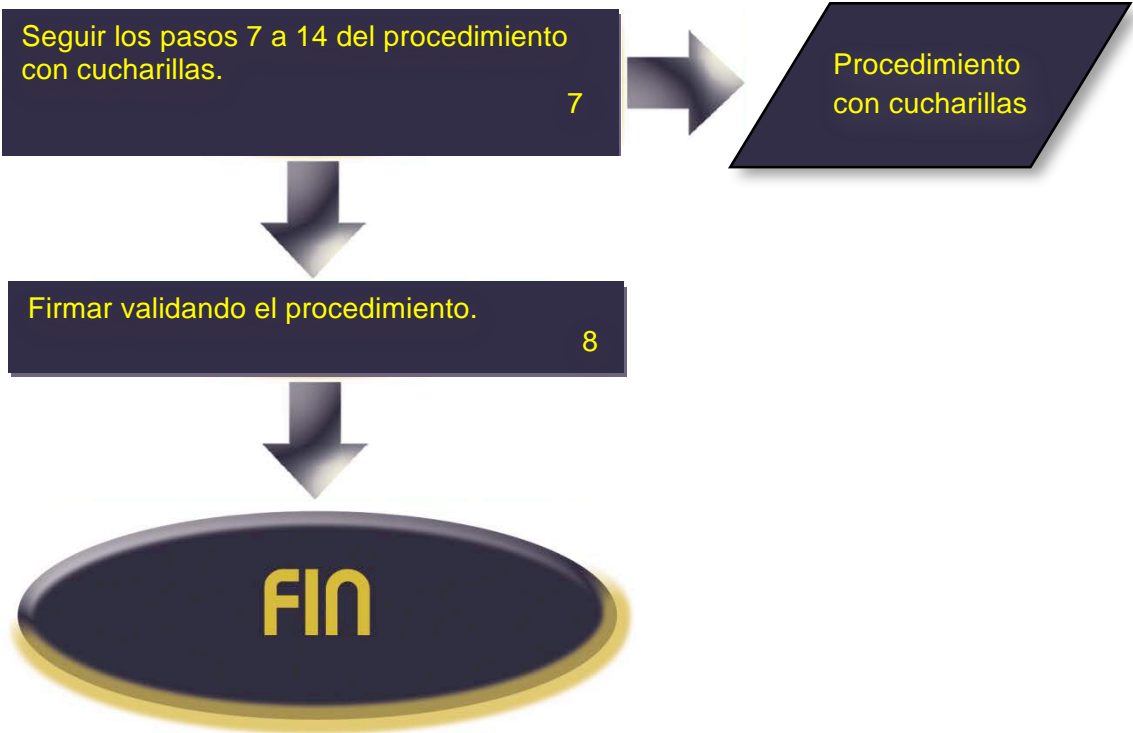 Seguir los pasos 7 a 14 del procedimiento
con cucharillas.
7
Procedimiento
con cucharillas
Firmar validando el procedimiento.
8
FIN